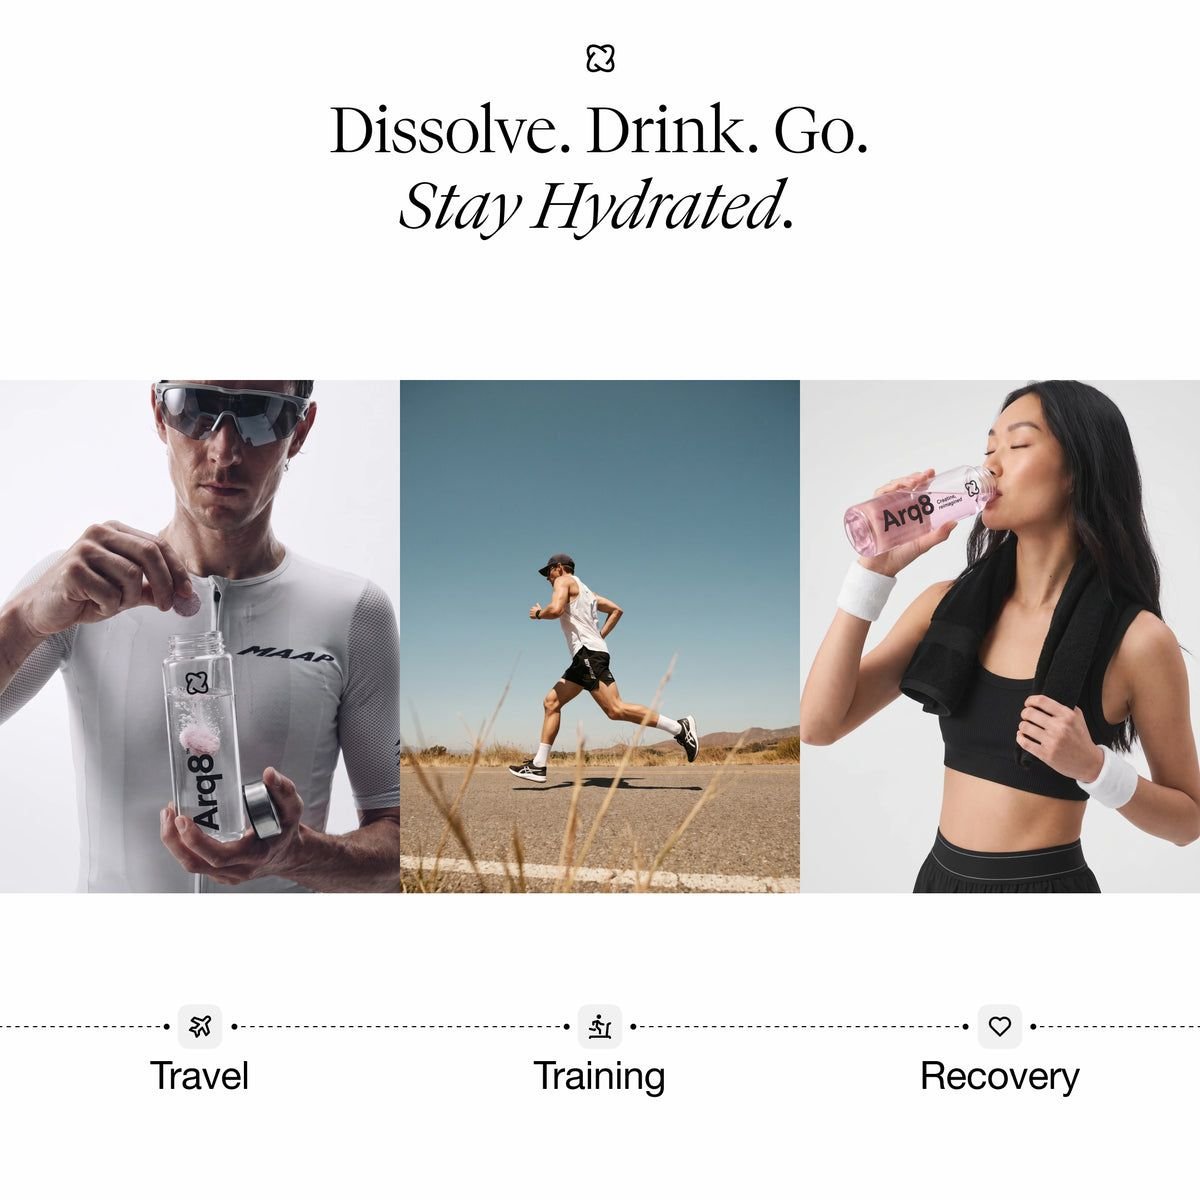 Dissolve. Drink. Go.
Stay Hydrated.
MAAP
Arq8
Arq8
Creatine,
reimagined
Travel
Training
Recovery